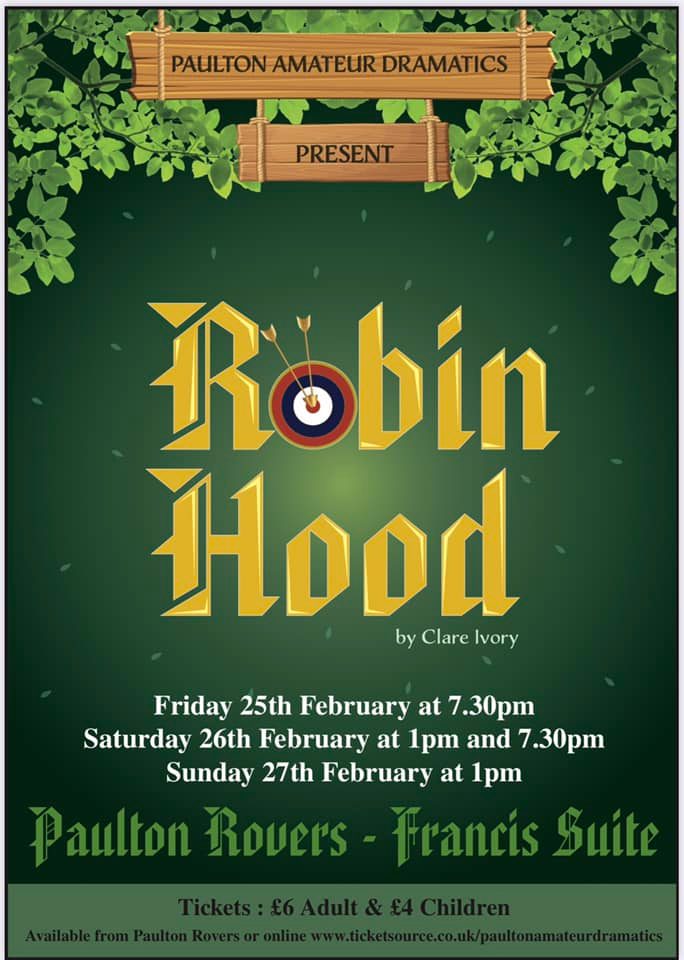 PAULTON AMATEUR DRAMATICS
PRESENT
Robin
Hood
by Clare Ivory
Friday 25th February at 7.30pm
Saturday 26th February at 1pm and 7.30pm
Sunday 27th February at 1pm
Paulton Rovers - Francis Suite
Tickets : £6 Adult & £4 Children
Available from Paulton Rovers or online www.ticketsource.co.uk/paultonamateurdramatics